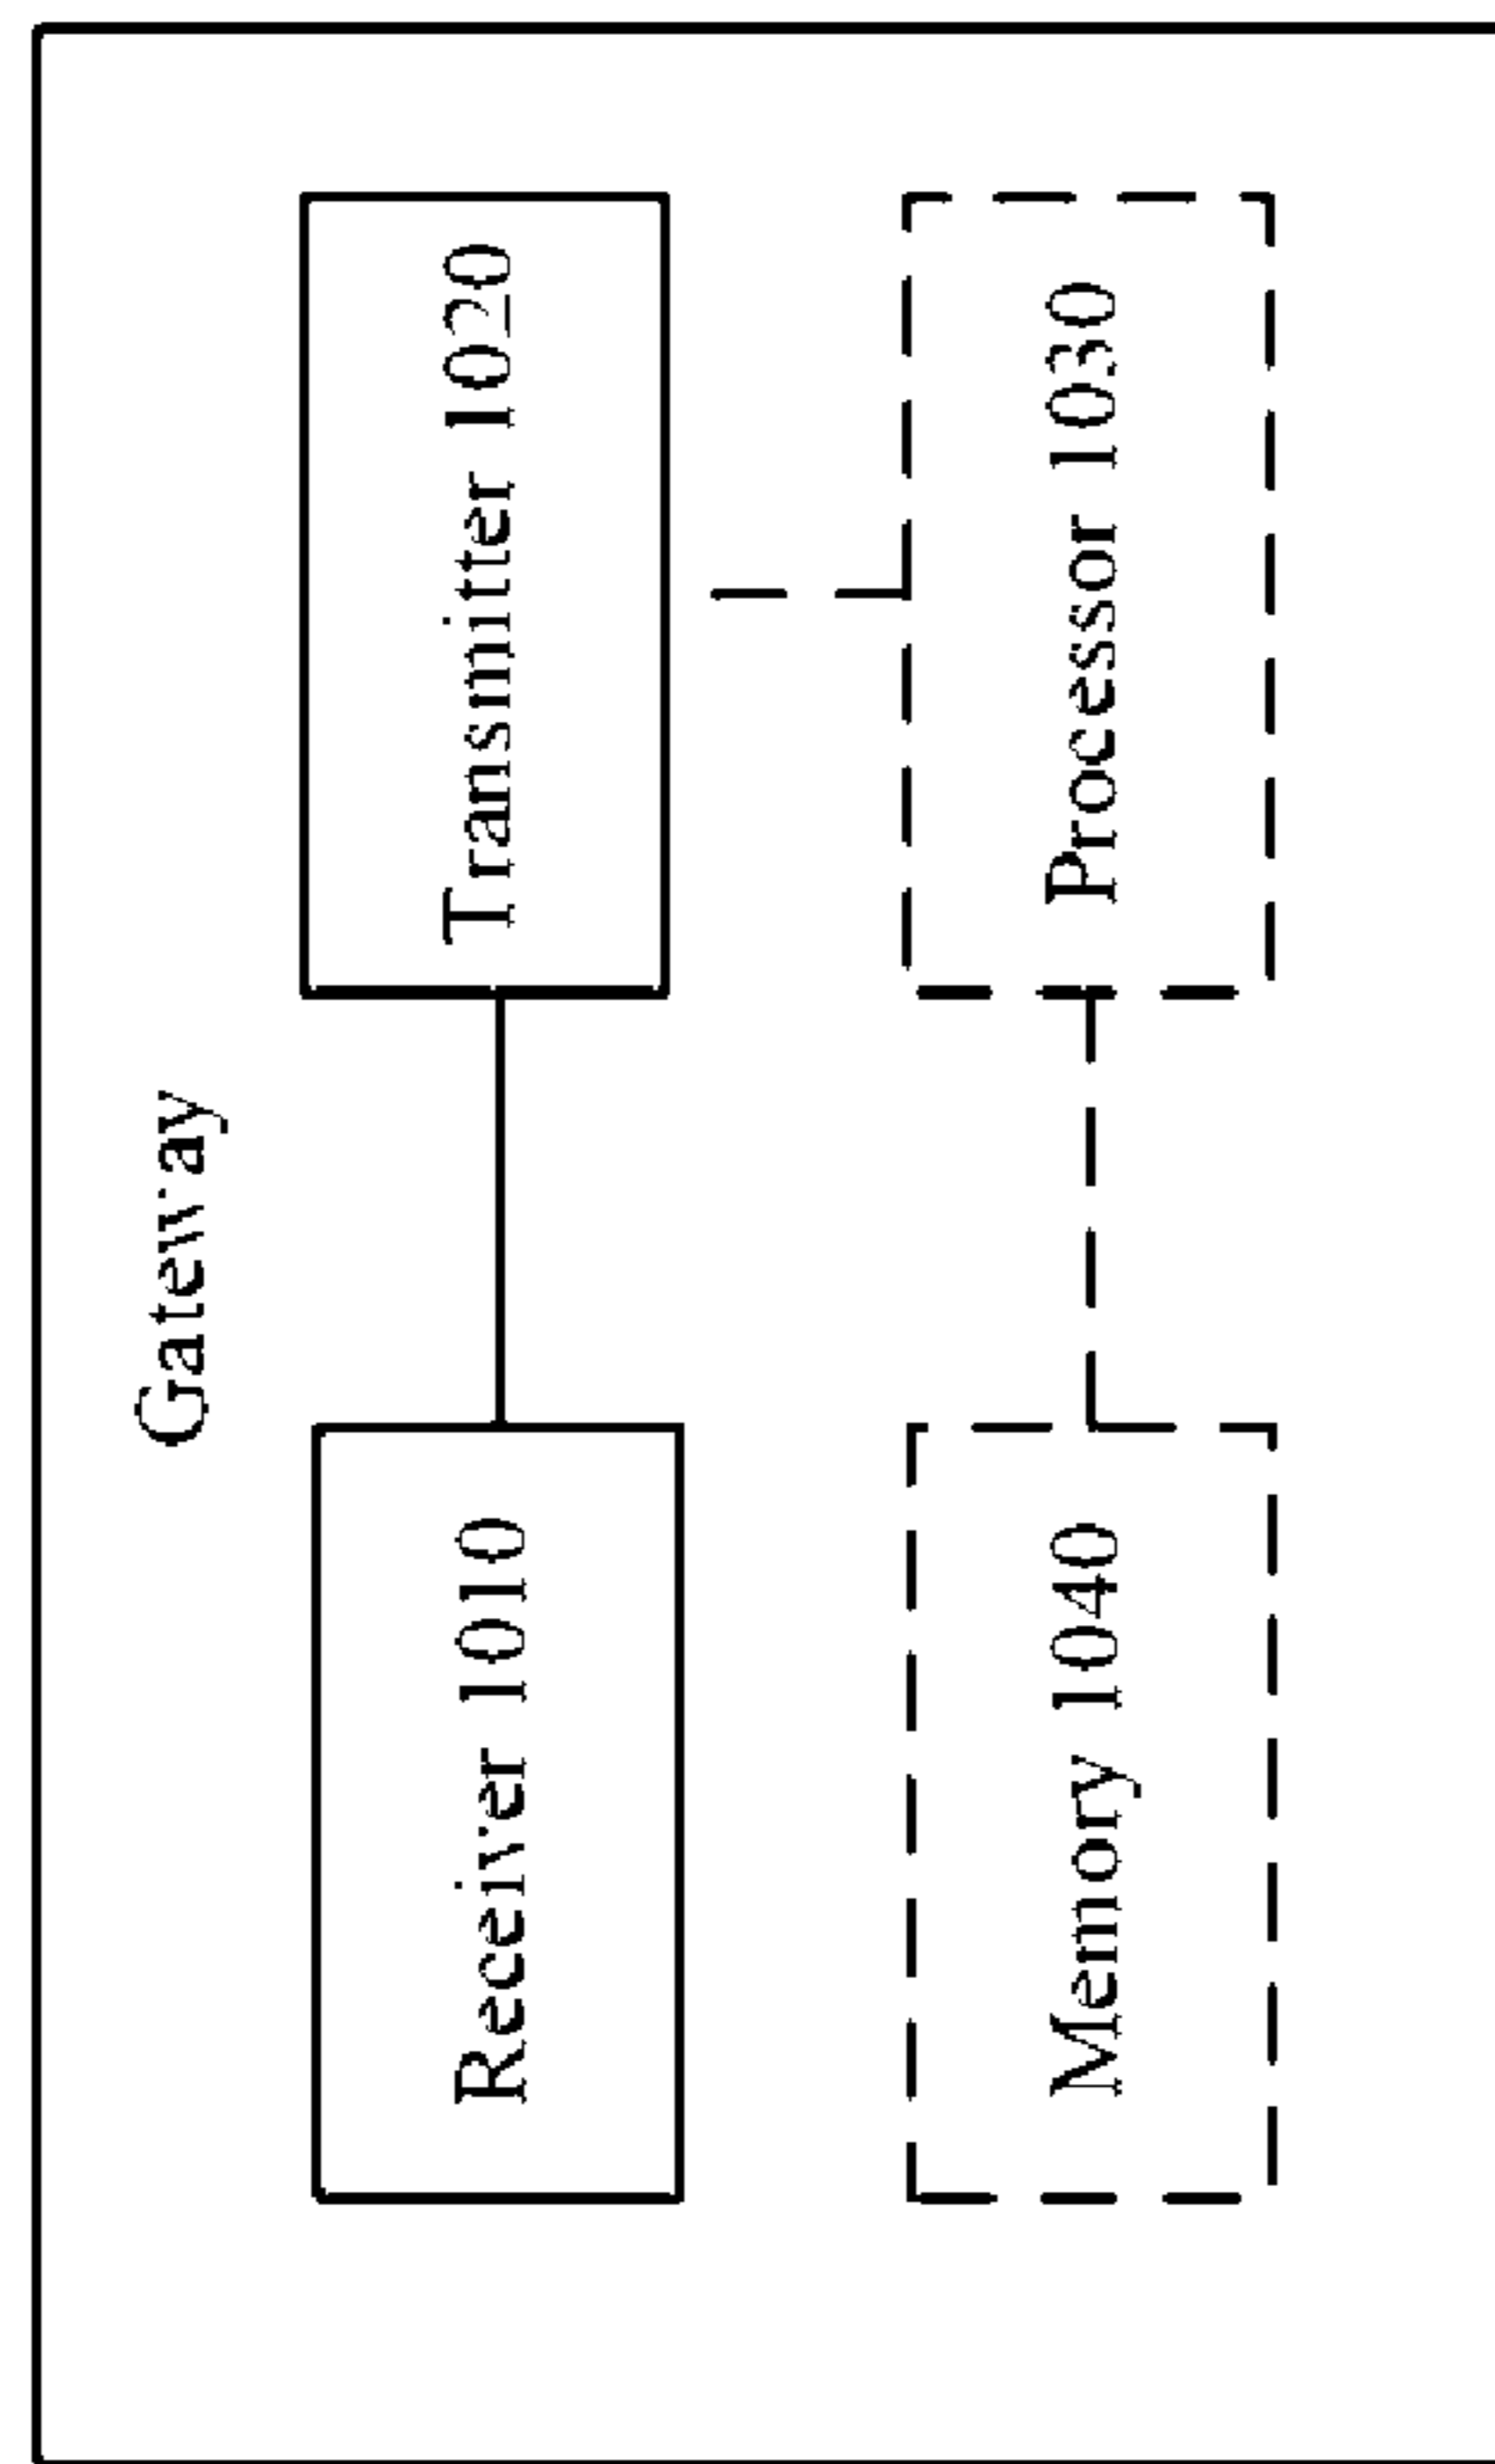 Gateway
Receiver 1010
Transmitter 1020
Memory 1040
Processor 1030